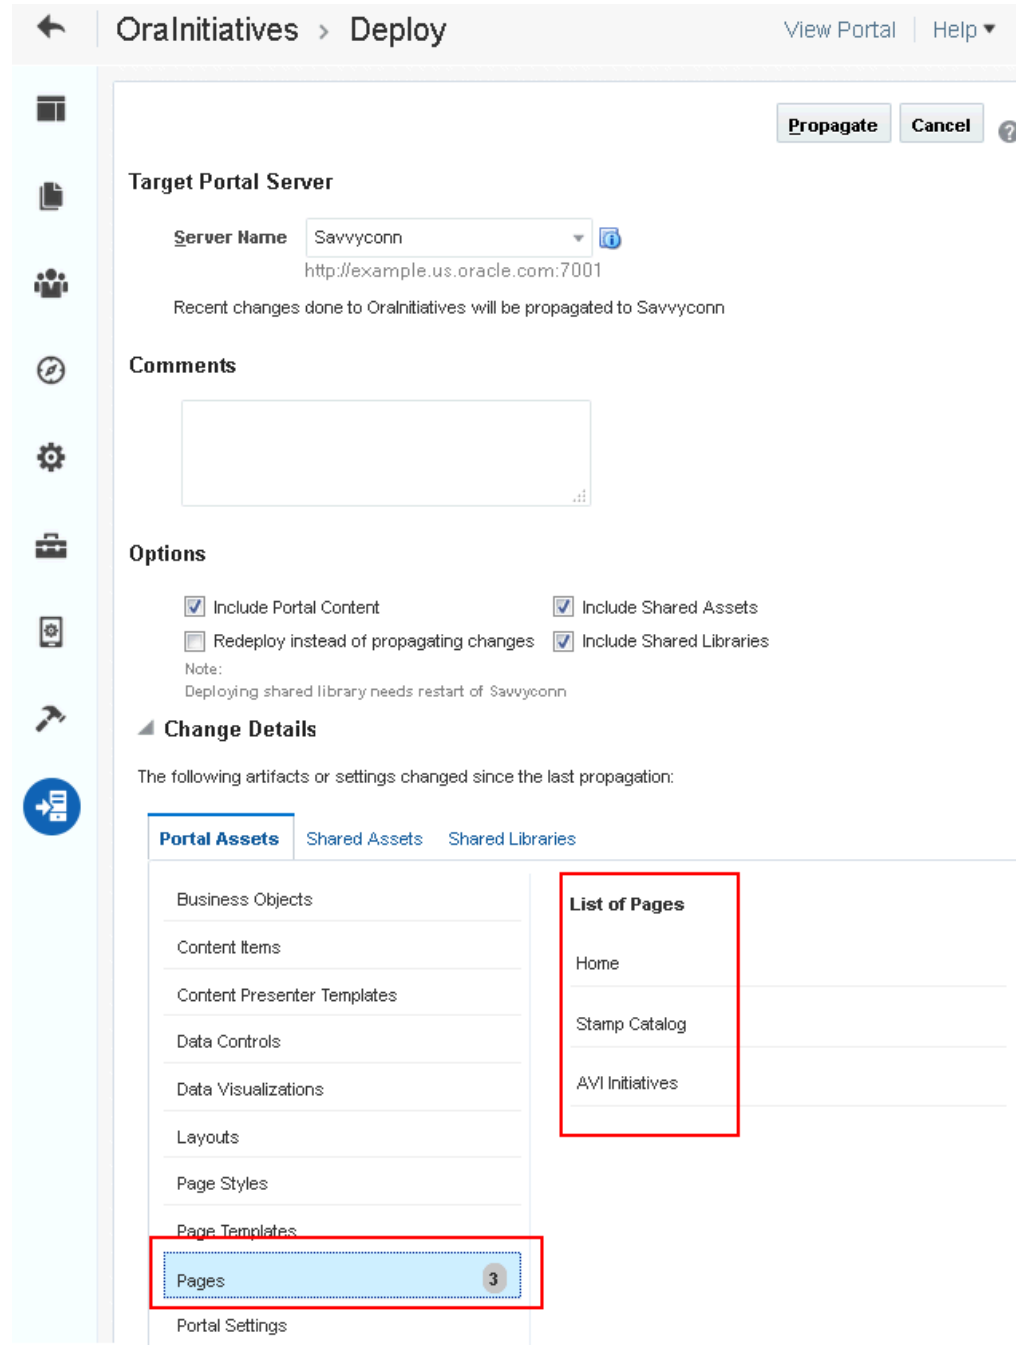 OraInitiatives > Deploy View Portal Help
Propagate Cancel
Target Portal Server
Server Name Savvyconn
http://example.us.oracle.com:7001
Recent changes done to OraInitiatives will be propagated to Savvyconn
Comments
Options
Include Portal Content Include Shared Assets
Redeploy instead of propagating changes Include Shared Libraries
Note:
Deploying shared library needs restart of Savvyconn
Change Details
The following artifacts or settings changed since the last propagation:
Portal Assets Shared Assets Shared Libraries
Business Objects
Content Items
Content Presenter Templates
Data Controls
Data Visualizations
Layouts
Page Styles
Page Templates
Pages 3
Portal Settings
List of Pages
Home
Stamp Catalog
AVI Initiatives